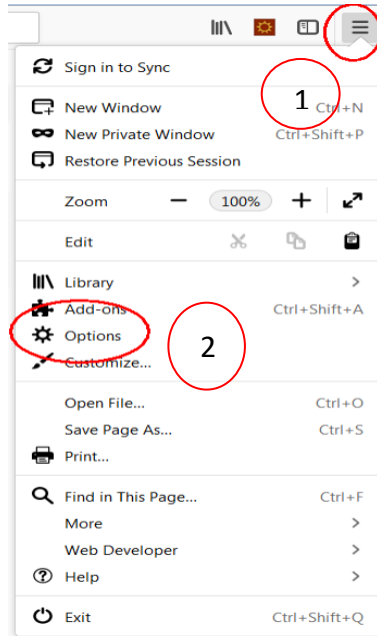 Sign in to Sync
1
New Window Ctrl+N
New Private Window Ctrl+Shift+P
Restore Previous Session
Zoom − 100% +
Edit
Library >
Add-ons Ctrl+Shift+A
Options
2
Customize...
Open File... Ctrl+O
Save Page As... Ctrl+S
Print...
Find in This Page... Ctrl+F
More >
Web Developer >
Help >
Exit Ctrl+Shift+Q